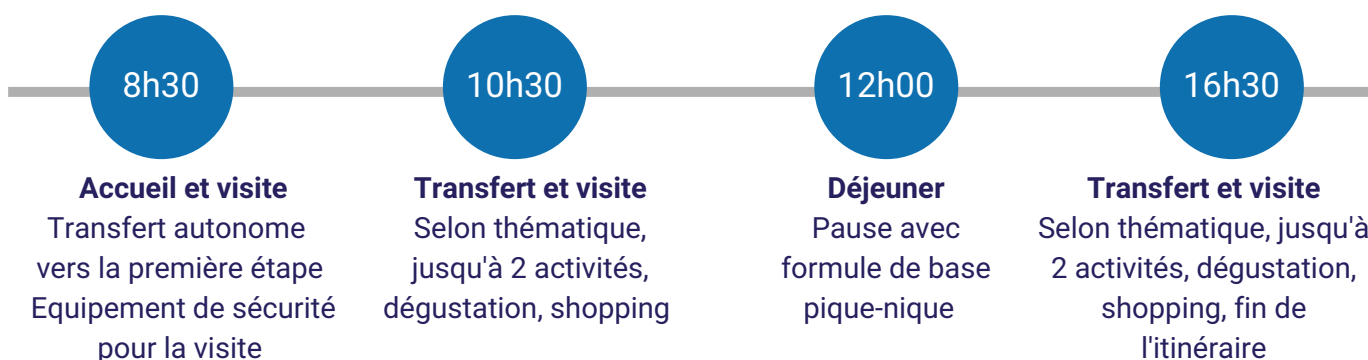 8h30
Accueil et visite
Transfert autonome
vers la première étape
Equipement de sécurité
pour la visite
10h30
Transfert et visite
Selon thématique,
jusqu'à 2 activités,
dégustation, shopping
12h00
Déjeuner
Pause avec
formule de base
pique-nique
16h30
Transfert et visite
Selon thématique, jusqu'à
2 activités, dégustation,
shopping, fin de
l'itinéraire